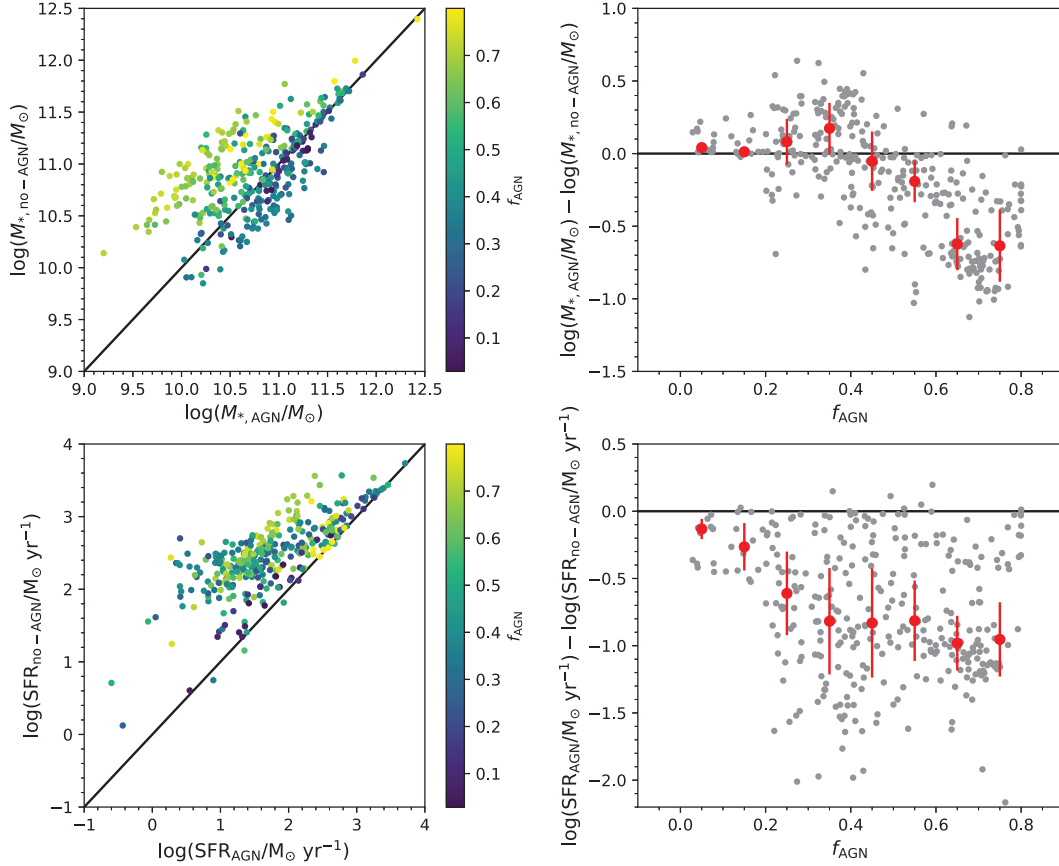 12.5
12.0
11.5
11.0
10.5
10.0
9.5
9.0
log(M*, no−AGN/M⊙)
9.0 9.5 10.0 10.5 11.0 11.5 12.0 12.5
log(M*, AGN/M⊙)
0.7
0.6
0.5
0.4
0.3
0.2
0.1
fAGN
1.0
0.5
0.0
−0.5
−1.0
−1.5
log(M*, AGN/M⊙) − log(M*, no−AGN/M⊙)
0.0 0.2 0.4 0.6 0.8
fAGN
4
3
2
1
0
−1
log(SFRno−AGN/M⊙ yr−1)
−1 0 1 2 3 4
log(SFRAGN/M⊙ yr−1)
0.7
0.6
0.5
0.4
0.3
0.2
0.1
fAGN
0.5
0.0
−0.5
−1.0
−1.5
−2.0
log(SFRAGN/M⊙ yr−1) − log(SFRno−AGN/M⊙ yr−1)
0.0 0.2 0.4 0.6 0.8
fAGN